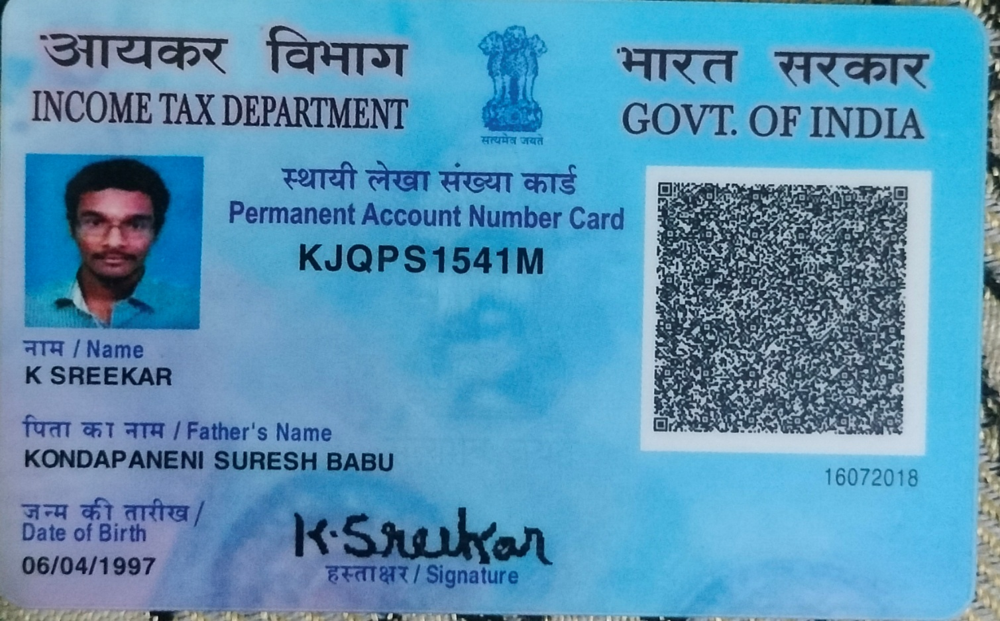 आयकर विभाग
INCOME TAX DEPARTMENT
सत्यमेव जयते
भारत सरकार
GOVT. OF INDIA
स्थायी लेखा संख्या कार्ड
Permanent Account Number Card
KJQPS1541M
नाम / Name
K SREEKAR
पिता का नाम / Father's Name
KONDAPANENI SURESH BABU
16072018
जन्म की तारीख /
Date of Birth
06/04/1997
K.Sreekar
हस्ताक्षर / Signature